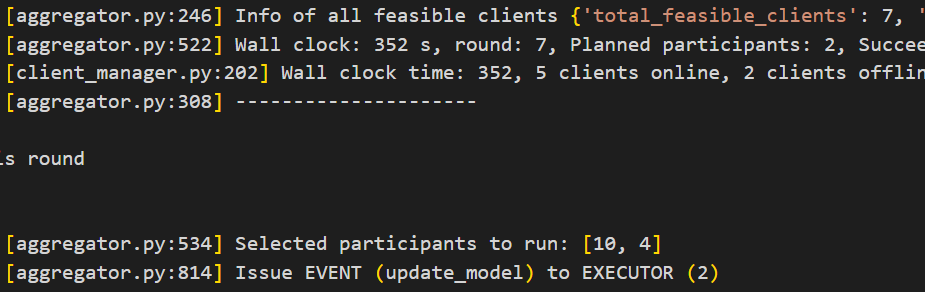 [aggregator.py:246] Info of all feasible clients {'total_feasible_clients': 7, '
[aggregator.py:522] Wall clock: 352 s, round: 7, Planned participants: 2, Succee
[client_manager.py:202] Wall clock time: 352, 5 clients online, 2 clients offlin
[aggregator.py:308] ---------------------
is round
[aggregator.py:534] Selected participants to run: [10, 4]
[aggregator.py:814] Issue EVENT (update_model) to EXECUTOR (2)